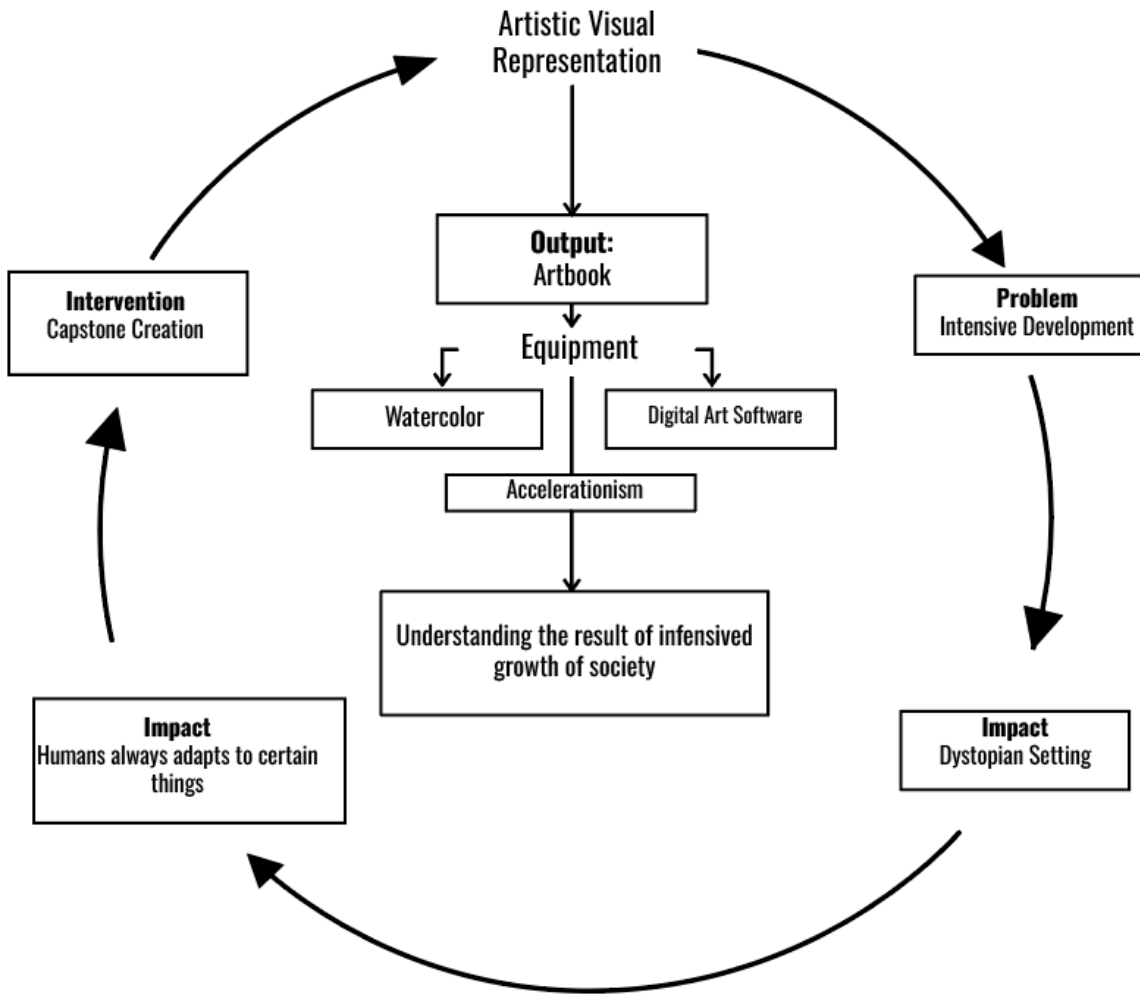 Artistic Visual
Representation
Output:
Artbook
Intervention
Capstone Creation
Problem
Intensive Development
Equipment
Watercolor
Digital Art Software
Accelerationism
Understanding the result of infensived
growth of society
Impact
Humans always adapts to certain
things
Impact
Dystopian Setting